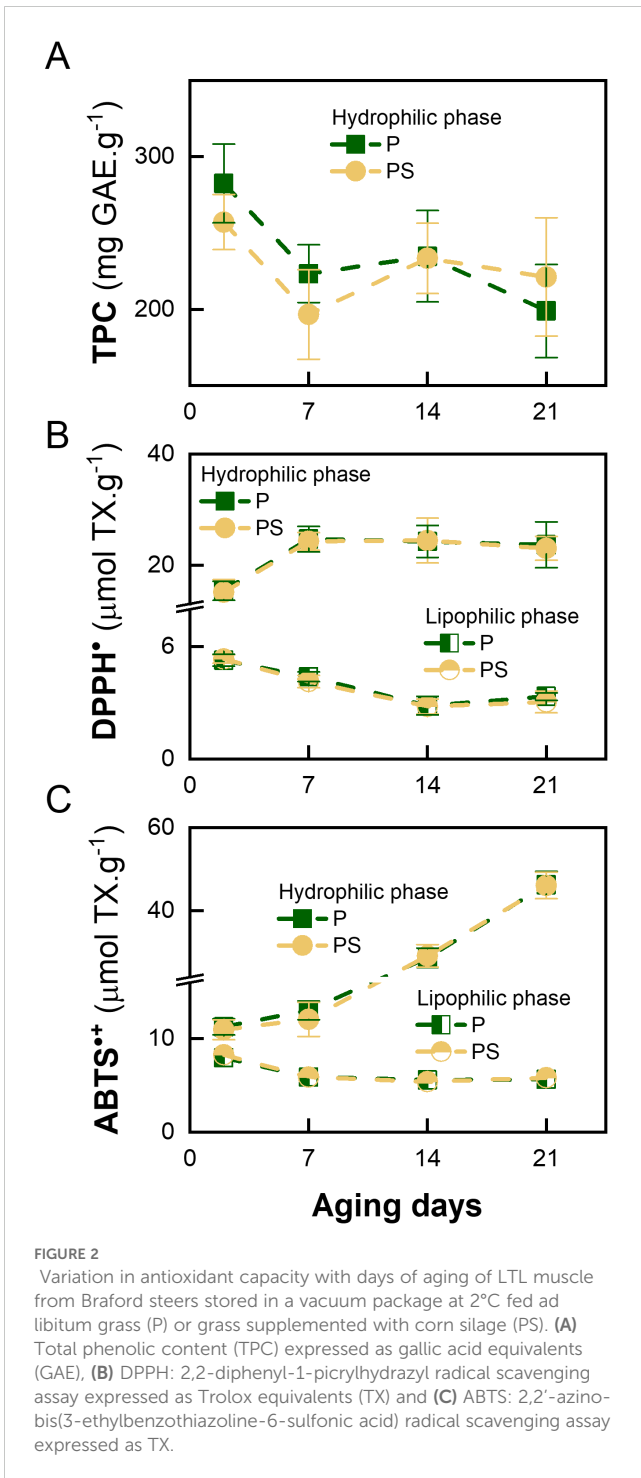 A
TPC (mg GAE.g-1)
300
200
Hydrophilic phase
P
PS
0 7 14 21
B
DPPH• (µmol TX.g-1)
40
20
6
0
Hydrophilic phase
P
PS
Lipophilic phase
P
PS
0 7 14 21
C
ABTS•+ (µmol TX.g-1)
60
40
10
0
Hydrophilic phase
P
PS
Lipophilic phase
P
PS
0 7 14 21
Aging days
FIGURE 2
Variation in antioxidant capacity with days of aging of LTL muscle
from Braford steers stored in a vacuum package at 2°C fed ad
libitum grass (P) or grass supplemented with corn silage (PS). (A)
Total phenolic content (TPC) expressed as gallic acid equivalents
(GAE), (B) DPPH: 2,2-diphenyl-1-picrylhydrazyl radical scavenging
assay expressed as Trolox equivalents (TX) and (C) ABTS: 2,2’-azino-
bis(3-ethylbenzothiazoline-6-sulfonic acid) radical scavenging assay
expressed as TX.